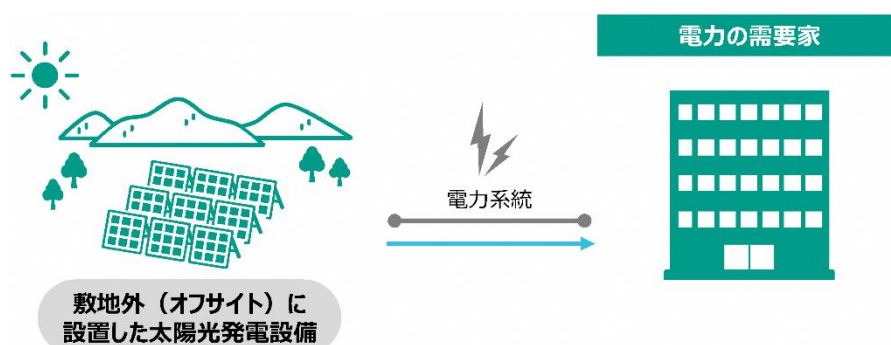 電力の需要家
電力系統
敷地外（オフサイト）に
設置した太陽光発電設備